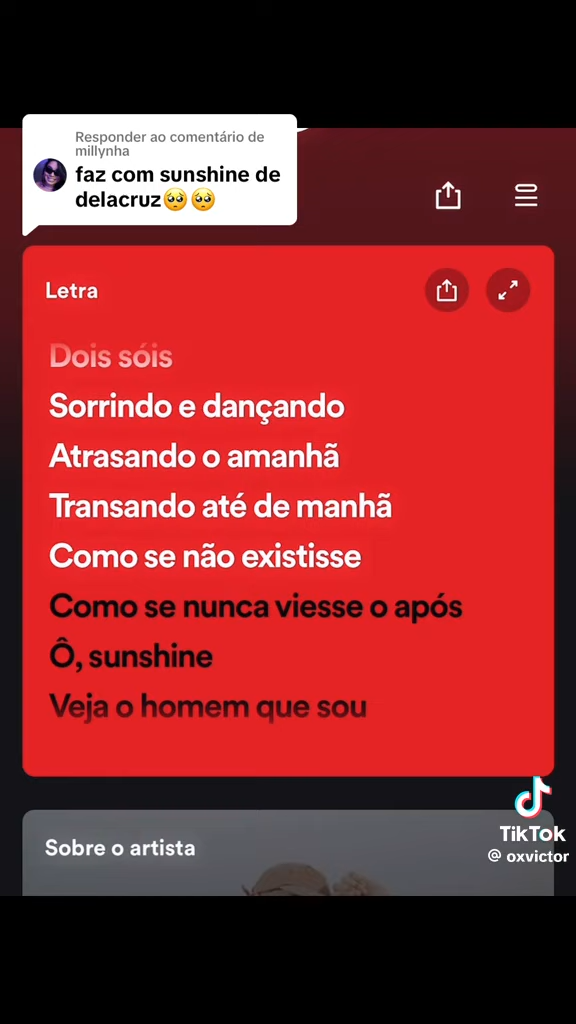 Responder ao comentário de
millynha
faz com sunshine de
delacruz🥺🥺
Letra
Dois sóis
Sorrindo e dançando
Atrasando o amanhã
Transando até de manhã
Como se não existisse
Como se nunca viesse o após
Ô, sunshine
Veja o homem que sou
Sobre o artista
TikTok
@ oxvictor